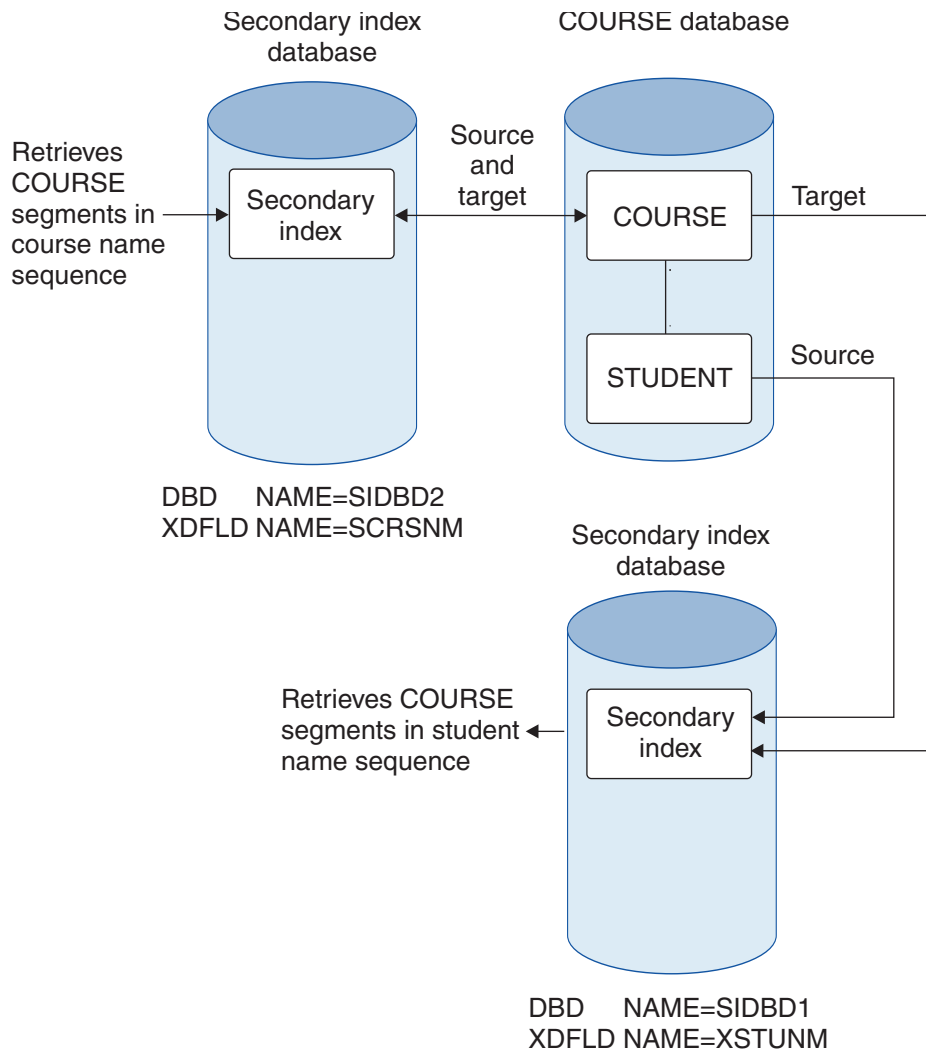 Secondary index
database
COURSE database
Retrieves
COURSE
segments in
course name
sequence
Secondary
index
Source
and
target
COURSE
Target
STUDENT
Source
DBD NAME=SIDBD2
XDFLD NAME=SCRSNM
Secondary index
database
Retrieves COURSE
segments in student
name sequence
Secondary
index
DBD NAME=SIDBD1
XDFLD NAME=XSTUNM